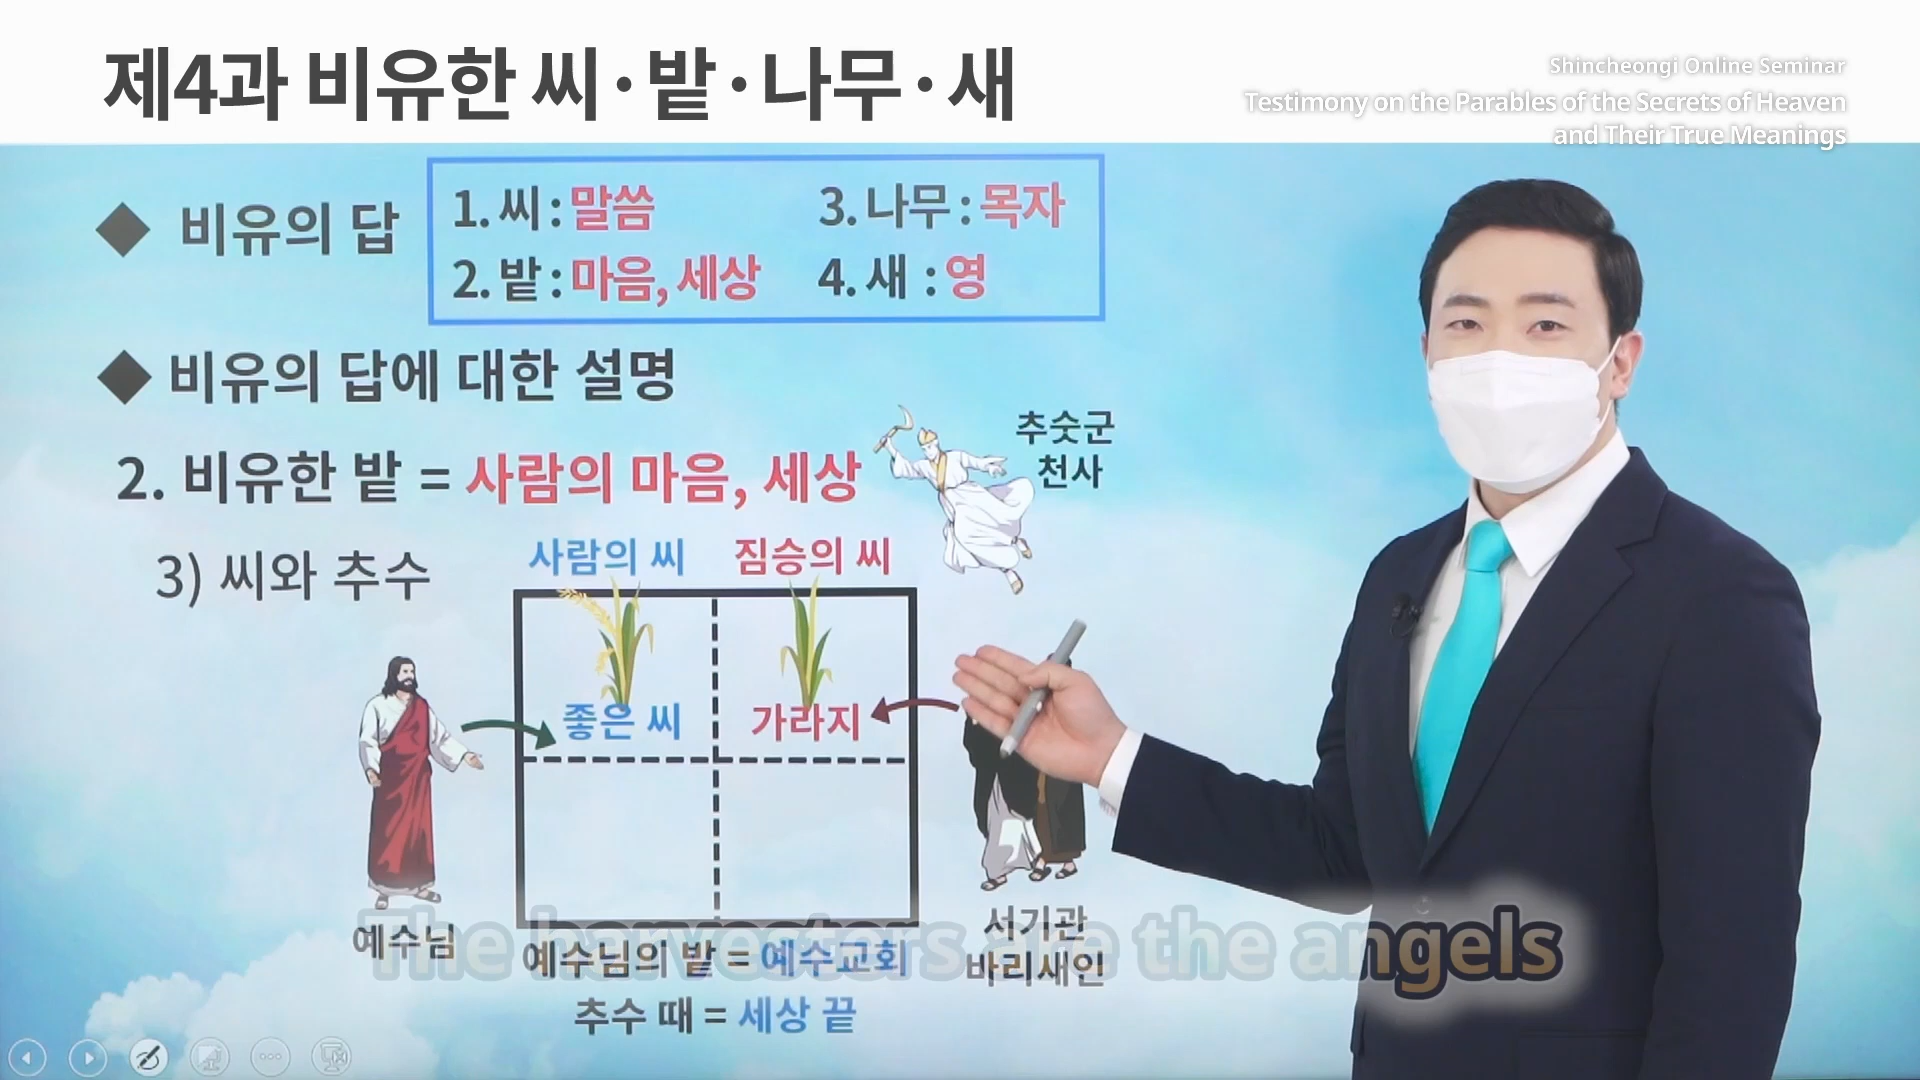 제4과 비유한 씨·밭·나무·새
Shincheongi Online Seminar
Testimony on the Parables of the Secrets of Heaven
and Their True Meanings
◆ 비유의 답
1. 씨 : 말씀
3. 나무 : 목자
2. 밭 : 마음, 세상
4. 새 : 영
◆ 비유의 답에 대한 설명
2. 비유한 밭 = 사람의 마음, 세상
추숫군
천사
3) 씨와 추수
사람의 씨
짐승의 씨
좋은 씨
가라지
예수님
예수님의 밭 = 예수교회
추수 때 = 세상 끝
서기관
바리새인
The harvesters are the angels